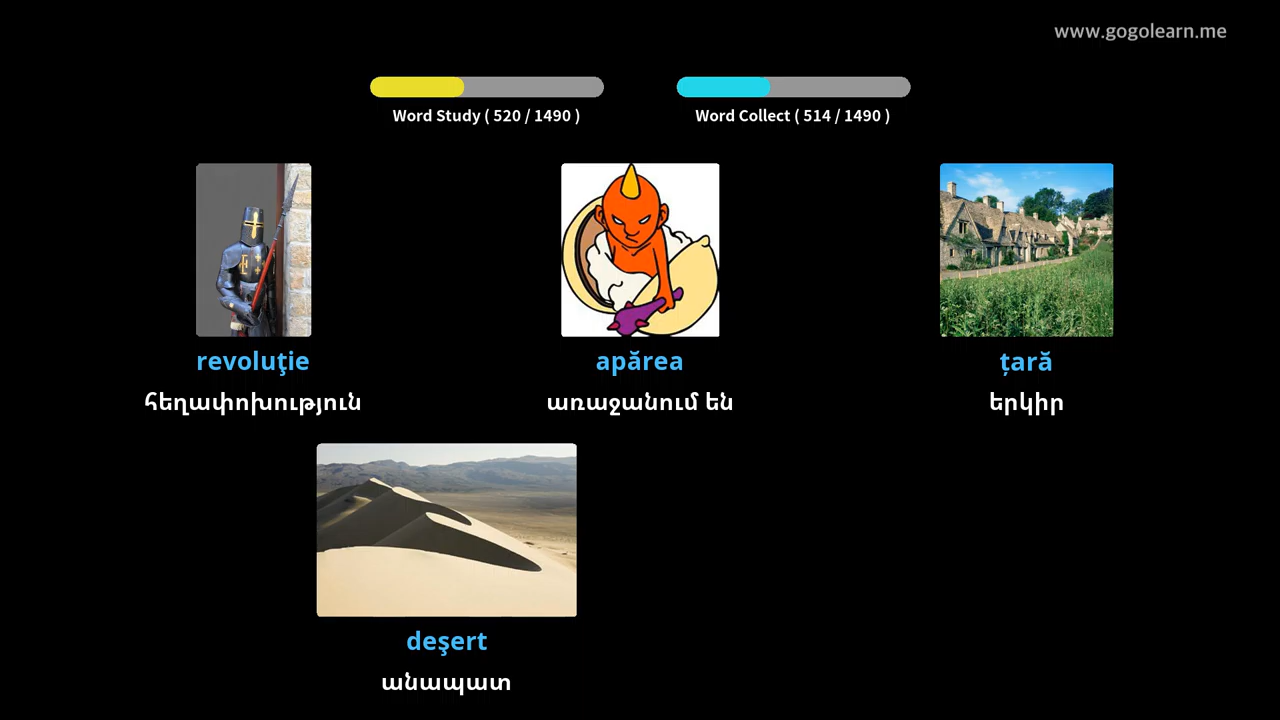 www.gogolearn.me
Word Study ( 520 / 1490 )
Word Collect ( 514 / 1490 )
revoluţie
apărea
țară
հեղափոխություն
առաջանում են
երկիր
deşert
անապատ